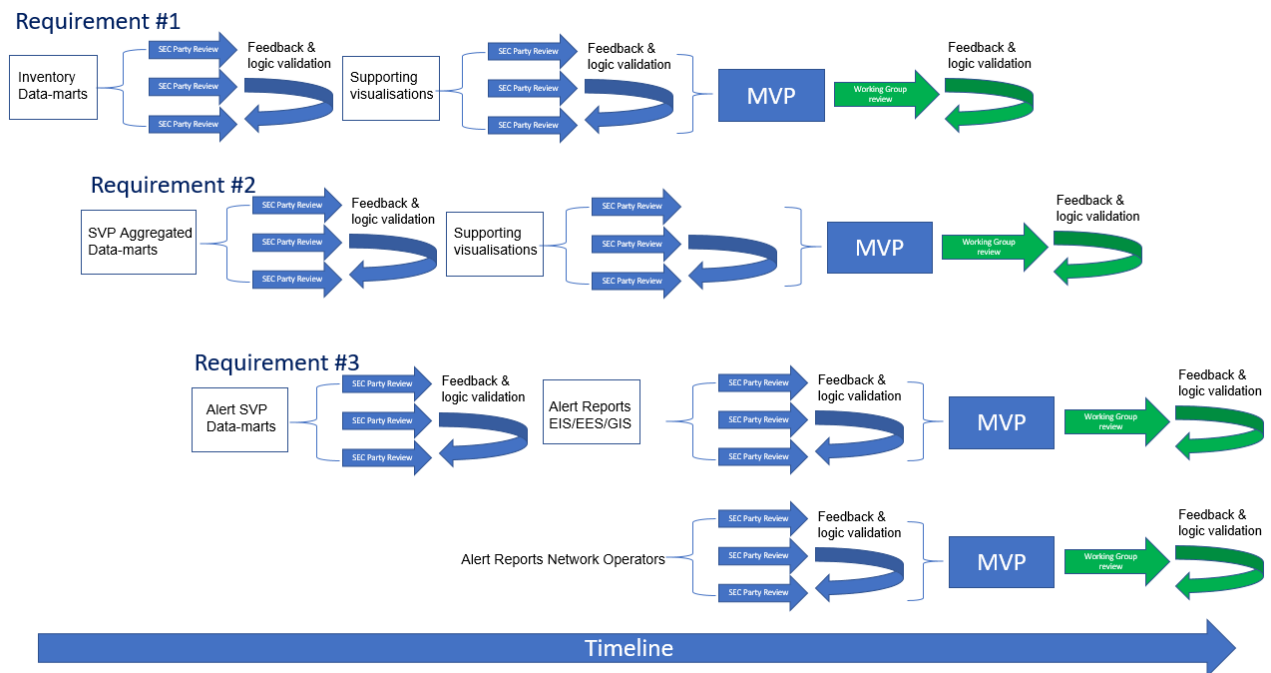 Requirement #1
Inventory
Data-marts
SEC Party Review
SEC Party Review
SEC Party Review
Feedback &
logic validation
Supporting
visualisations
SEC Party Review
SEC Party Review
SEC Party Review
Feedback &
logic validation
MVP
Working Group
review
Feedback &
logic validation
Requirement #2
SVP Aggregated
Data-marts
SEC Party Review
SEC Party Review
SEC Party Review
Feedback &
logic validation
Supporting
visualisations
SEC Party Review
SEC Party Review
SEC Party Review
MVP
Working Group
review
Feedback &
logic validation
Requirement #3
Alert SVP
Data-marts
SEC Party Review
SEC Party Review
SEC Party Review
Feedback &
logic validation
Alert Reports
EIS/EES/GIS
SEC Party Review
SEC Party Review
SEC Party Review
Feedback &
logic validation
MVP
Working Group
review
Feedback &
logic validation
Alert Reports Network Operators
SEC Party Review
SEC Party Review
SEC Party Review
Feedback &
logic validation
MVP
Working Group
review
Feedback &
logic validation
Timeline